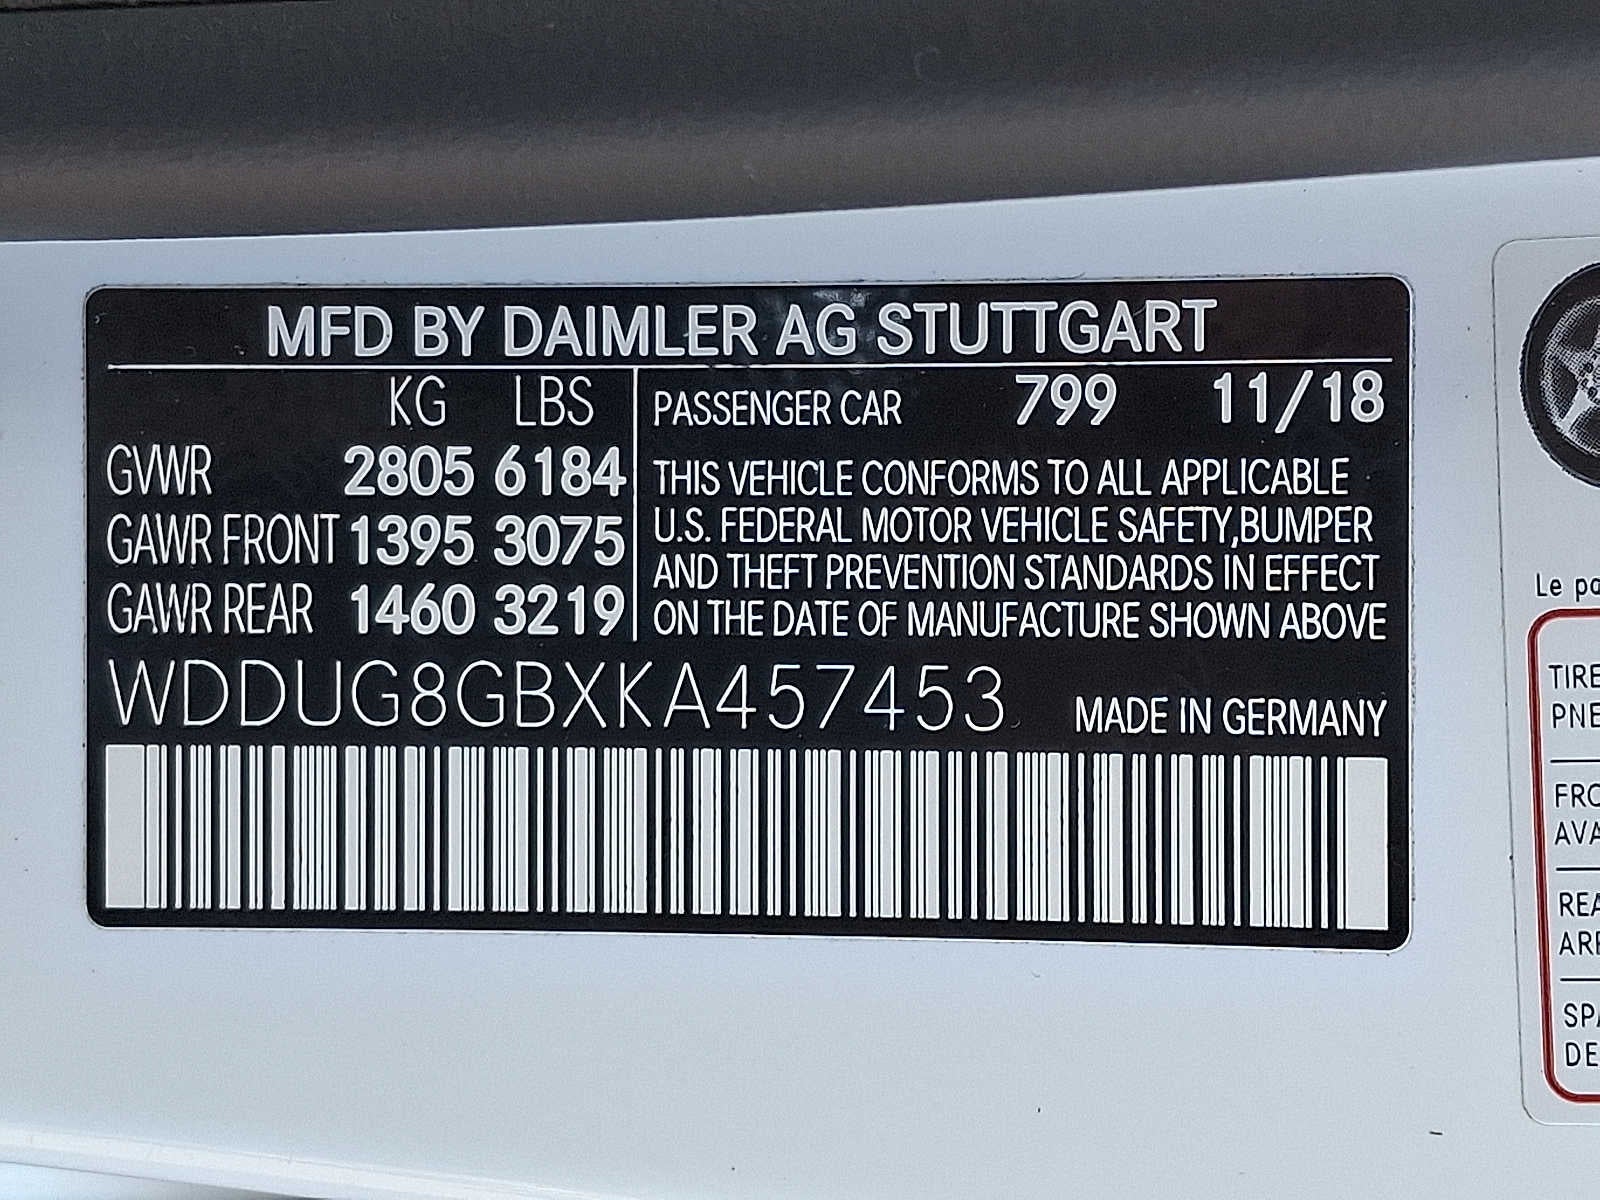 MFD BY DAIMLER AG STUTTGART
KG LBS
GVWR 2805 6184
GAWR FRONT 1395 3075
GAWR REAR 1460 3219
PASSENGER CAR 799 11/18
THIS VEHICLE CONFORMS TO ALL APPLICABLE
U.S. FEDERAL MOTOR VEHICLE SAFETY,BUMPER
AND THEFT PREVENTION STANDARDS IN EFFECT
ON THE DATE OF MANUFACTURE SHOWN ABOVE
WDDUG8GBXKA457453
MADE IN GERMANY
Le
TIRE